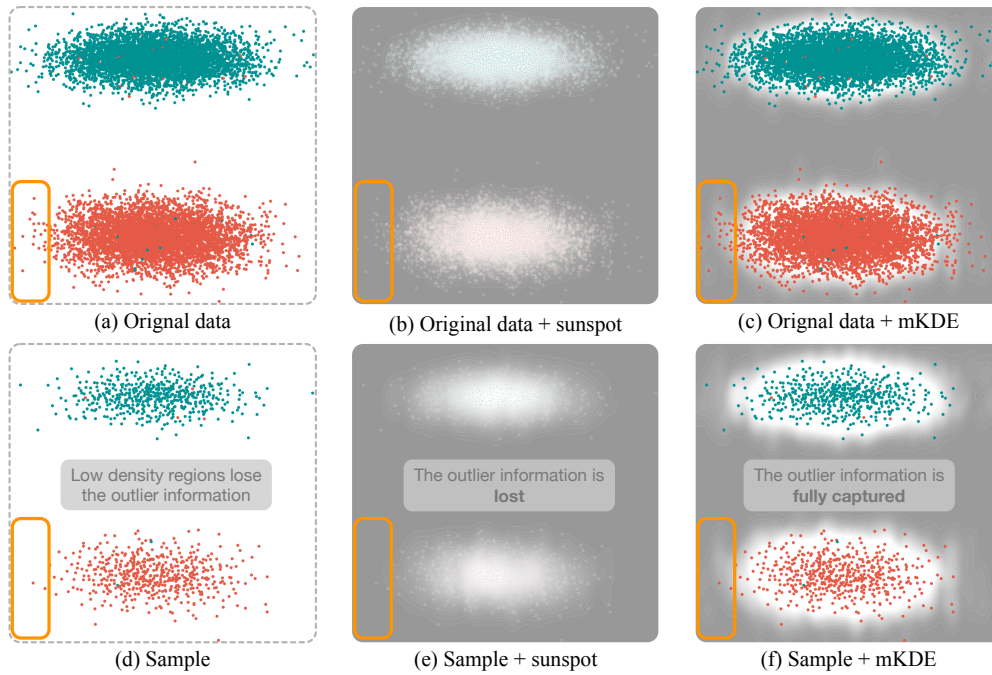 (a) Orignal data
(b) Original data + sunspot
(c) Orignal data + mKDE
Low density regions lose
the outlier information
The outlier information is
lost
The outlier information is
fully captured
(d) Sample
(e) Sample + sunspot
(f) Sample + mKDE